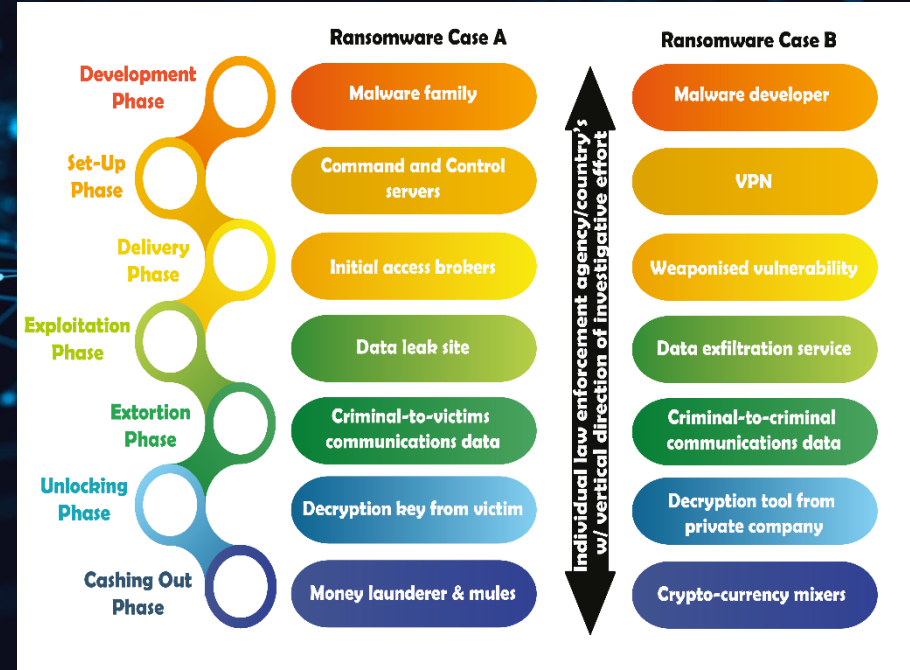 Ransomware Case A
Ransomware Case B
Development
Phase
Malware family
Malware developer
Set-Up
Phase
Command and Control
servers
VPN
Delivery
Phase
Initial access brokers
Weaponised vulnerability
Exploitation
Phase
Data leak site
Data exfiltration service
Extortion
Phase
Criminal-to-victims
communications data
Criminal-to-criminal
communications data
Unlocking
Phase
Decryption key from victim
Decryption tool from
private company
Cashing Out
Phase
Money launderer & mules
Crypto-currency mixers
Individual law enforcement agency/country's
w/ vertical direction of investigative effort